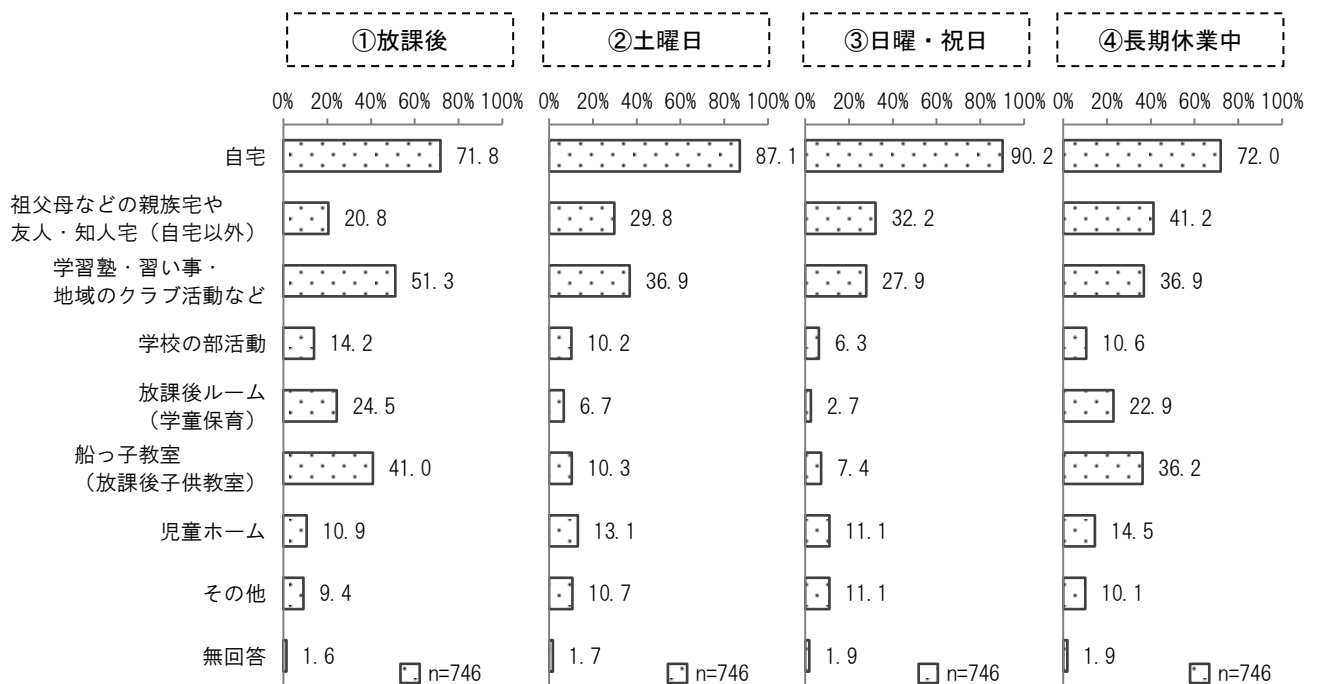 ①放課後 ②土曜日 ③日曜・祝日 ④長期休業中
0% 20% 40% 60% 80% 100% 0% 20% 40% 60% 80% 100% 0% 20% 40% 60% 80% 100% 0% 20% 40% 60% 80% 100%
自宅 71.8 87.1 90.2 72.0
祖父母などの親族宅や
友人・知人宅（自宅以外） 20.8 29.8 32.2 41.2
学習塾・習い事・
地域のクラブ活動など 51.3 36.9 27.9 36.9
学校の部活動 14.2 10.2 6.3 10.6
放課後ルーム
（学童保育） 24.5 6.7 2.7 22.9
船っ子教室
（放課後子供教室） 41.0 10.3 7.4 36.2
児童ホーム 10.9 13.1 11.1 14.5
その他 9.4 10.7 11.1 10.1
無回答 1.6 1.7 1.9 1.9
n=746 n=746 n=746 n=746